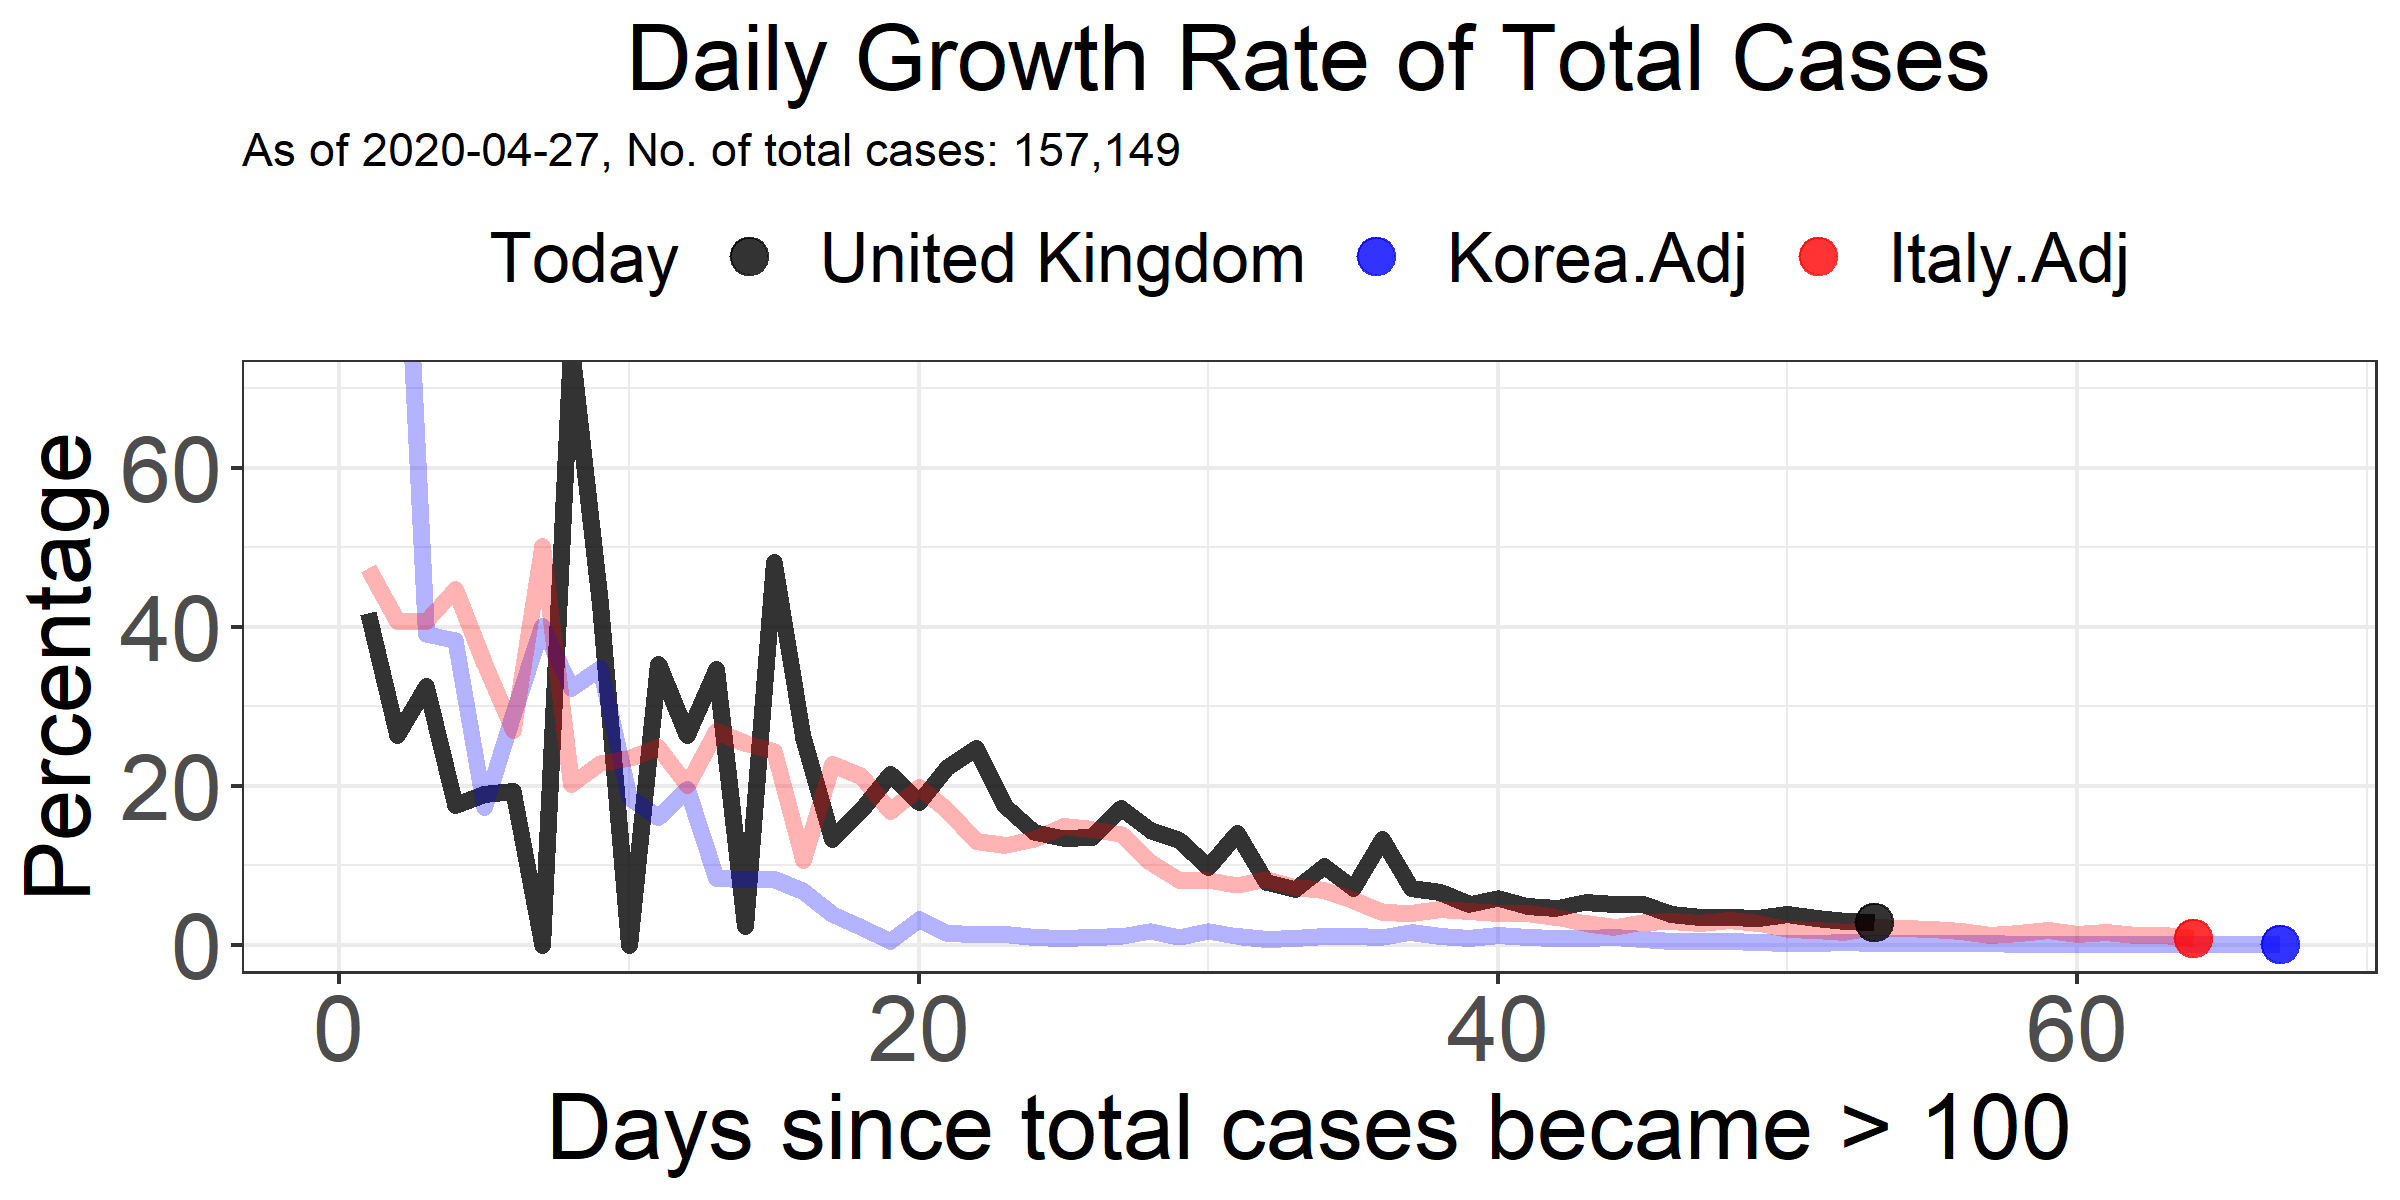 Daily Growth Rate of Total Cases
As of 2020-04-27, No. of total cases: 157,149
Today United Kingdom Korea.Adj Italy.Adj
Percentage
60
40
20
0
0 20 40 60
Days since total cases became > 100